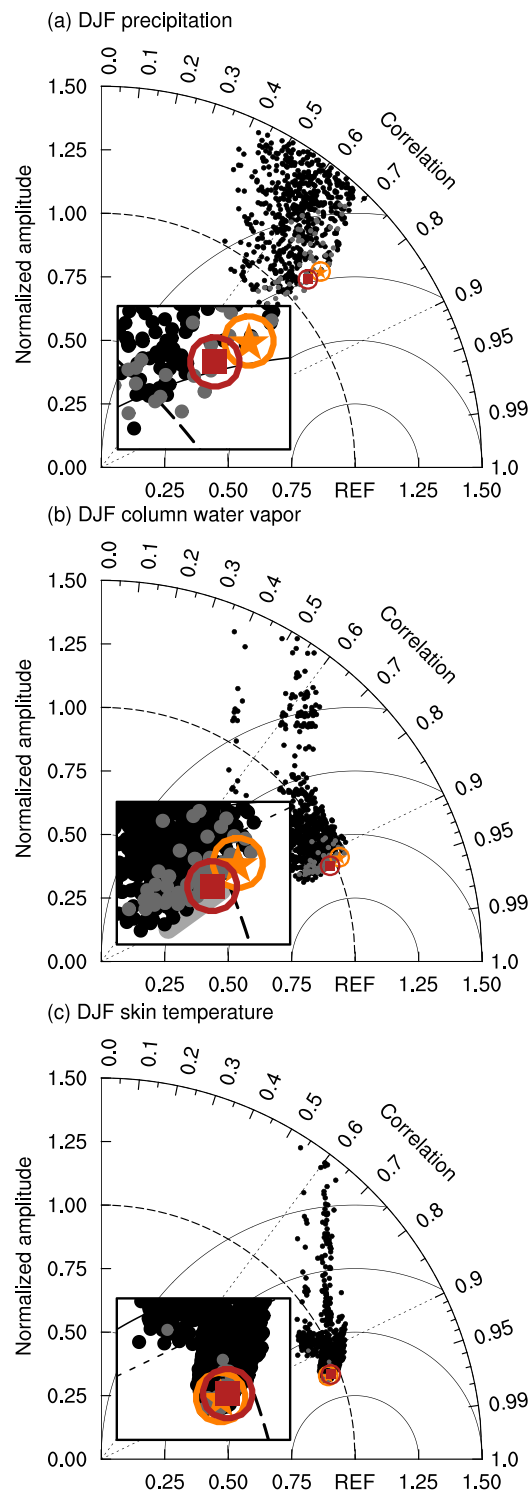 (a) DJF precipitation
0.0 0.1 0.2 0.3 0.4 0.5 0.6 0.7 0.8 0.9 0.95 0.99 1.0
Correlation
Normalized amplitude
1.50
1.25
1.00
0.75
0.50
0.25
0.00
0.25 0.50 0.75 REF 1.25 1.50
(b) DJF column water vapor
0.0 0.1 0.2 0.3 0.4 0.5 0.6 0.7 0.8 0.9 0.95 0.99 1.0
Correlation
Normalized amplitude
1.50
1.25
1.00
0.75
0.50
0.25
0.00
0.25 0.50 0.75 REF 1.25 1.50
(c) DJF skin temperature
0.0 0.1 0.2 0.3 0.4 0.5 0.6 0.7 0.8 0.9 0.95 0.99 1.0
Correlation
Normalized amplitude
1.50
1.25
1.00
0.75
0.50
0.25
0.00
0.25 0.50 0.75 REF 1.25 1.50